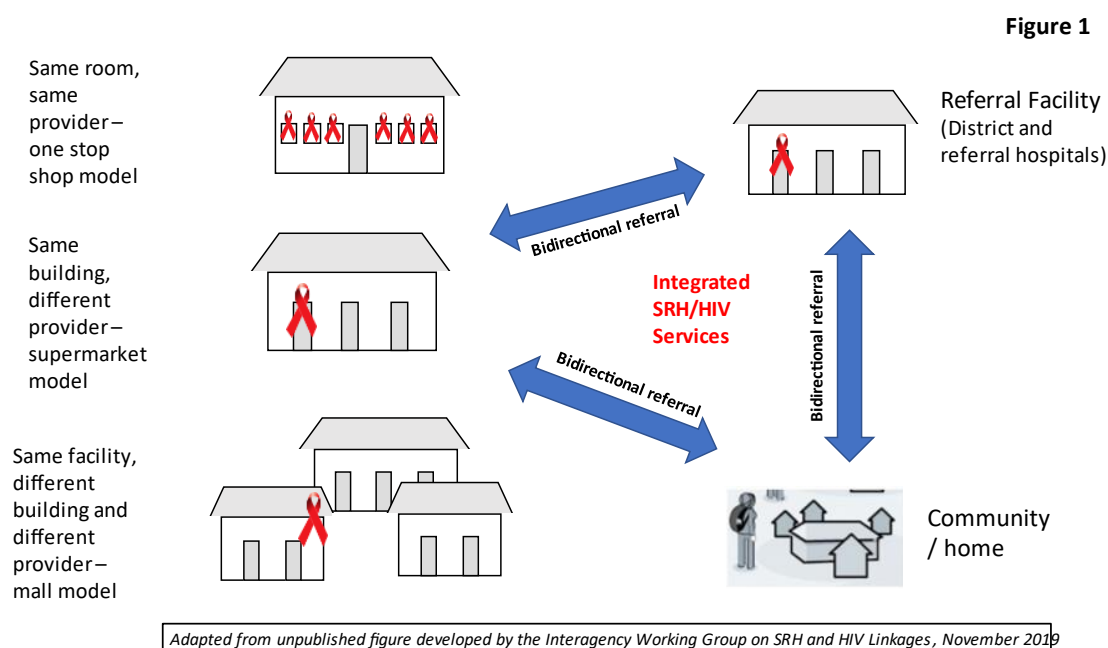 Figure 1
Same room,
same
provider–
one stop
shop model
Referral Facility
(District and
referral hospitals)
Bidirectional referral
Same
building,
different
provider–
supermarket
model
Integrated
SRH/HIV
Services
Bidirectional referral
Bidirectional referral
Same facility,
different
building and
different
provider–
mall model
Community
/ home
Adapted from unpublished figure developed by the Interagency Working Group on SRH and HIV Linkages, November 2019